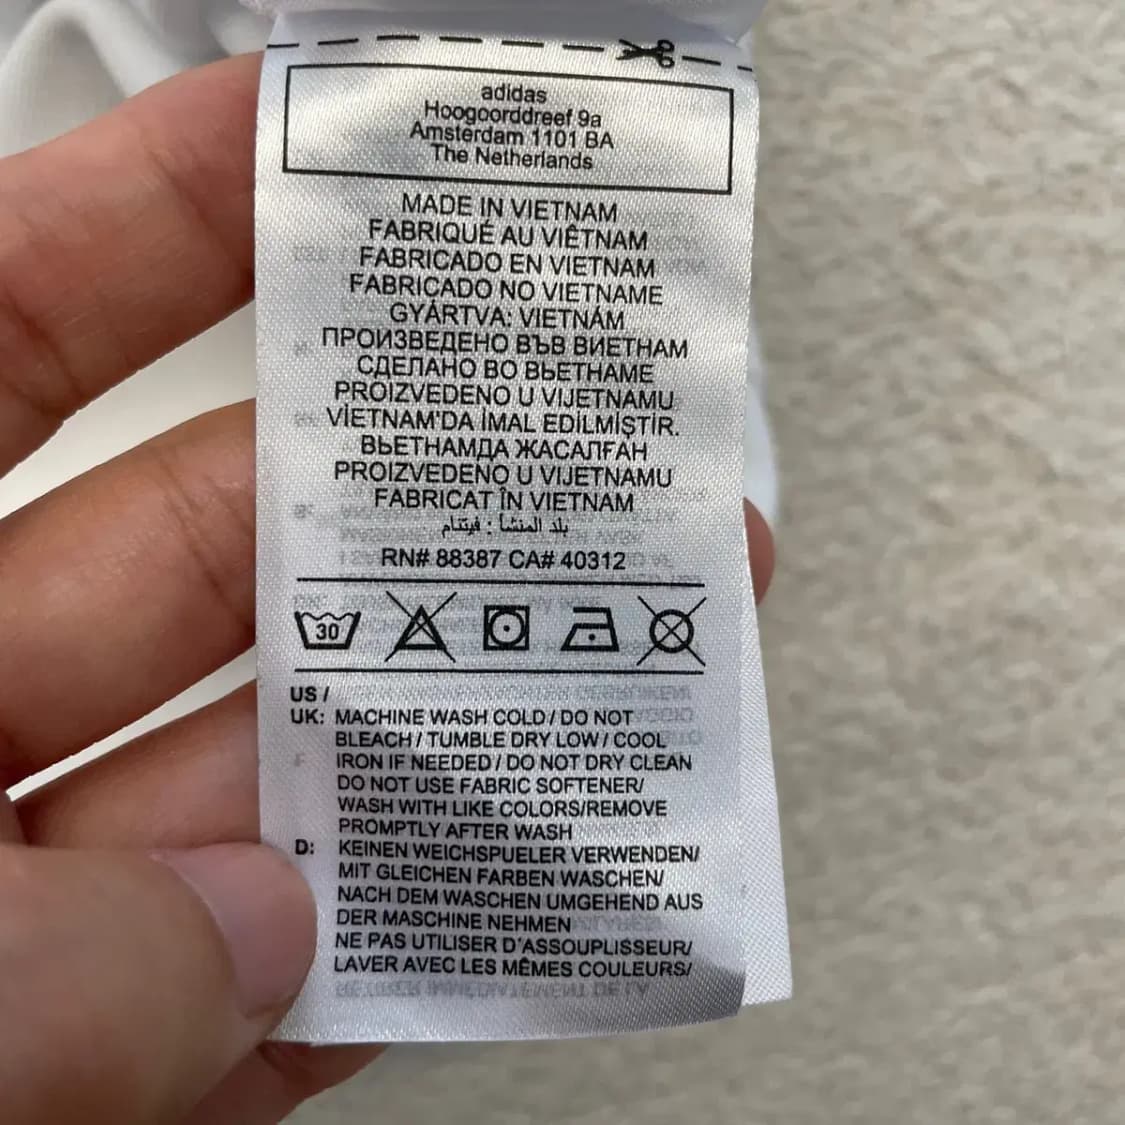 adidas
Hoogoorddreef 9a
Amsterdam 1101 BA
The Netherlands
MADE IN VIETNAM
FABRIQUÉ AU VIÊTNAM
FABRICADO EN VIETNAM
FABRICADO NO VIETNAME
GYÁRTVA: VIETNÁM
ПРОИЗВЕДЕНО ВЪВ ВИЕТНАМ
СДЕЛАНО ВО ВЬЕТНАМЕ
PROIZVEDENO U VIJETNAMU
VİETNAM'DA İMAL EDİLMİŞTİR.
ВЬЕТНАМДА ЖАСАЛҒАН
PROIZVEDENO U VIJETNAMU
FABRICAT ÎN VIETNAM
بلد المنشأ : فيتنام
RN# 88387 CA# 40312
30
US /
UK: MACHINE WASH COLD / DO NOT
BLEACH / TUMBLE DRY LOW / COOL
IRON IF NEEDED / DO NOT DRY CLEAN
DO NOT USE FABRIC SOFTENER/
WASH WITH LIKE COLORS/REMOVE
PROMPTLY AFTER WASH
D: KEINEN WEICHSPUELER VERWENDEN/
MIT GLEICHEN FARBEN WASCHEN/
NACH DEM WASCHEN UMGEHEND AUS
DER MASCHINE NEHMEN
NE PAS UTILISER D'ASSOUPLISSEUR/
LAVER AVEC LES MÊMES COULEURS/